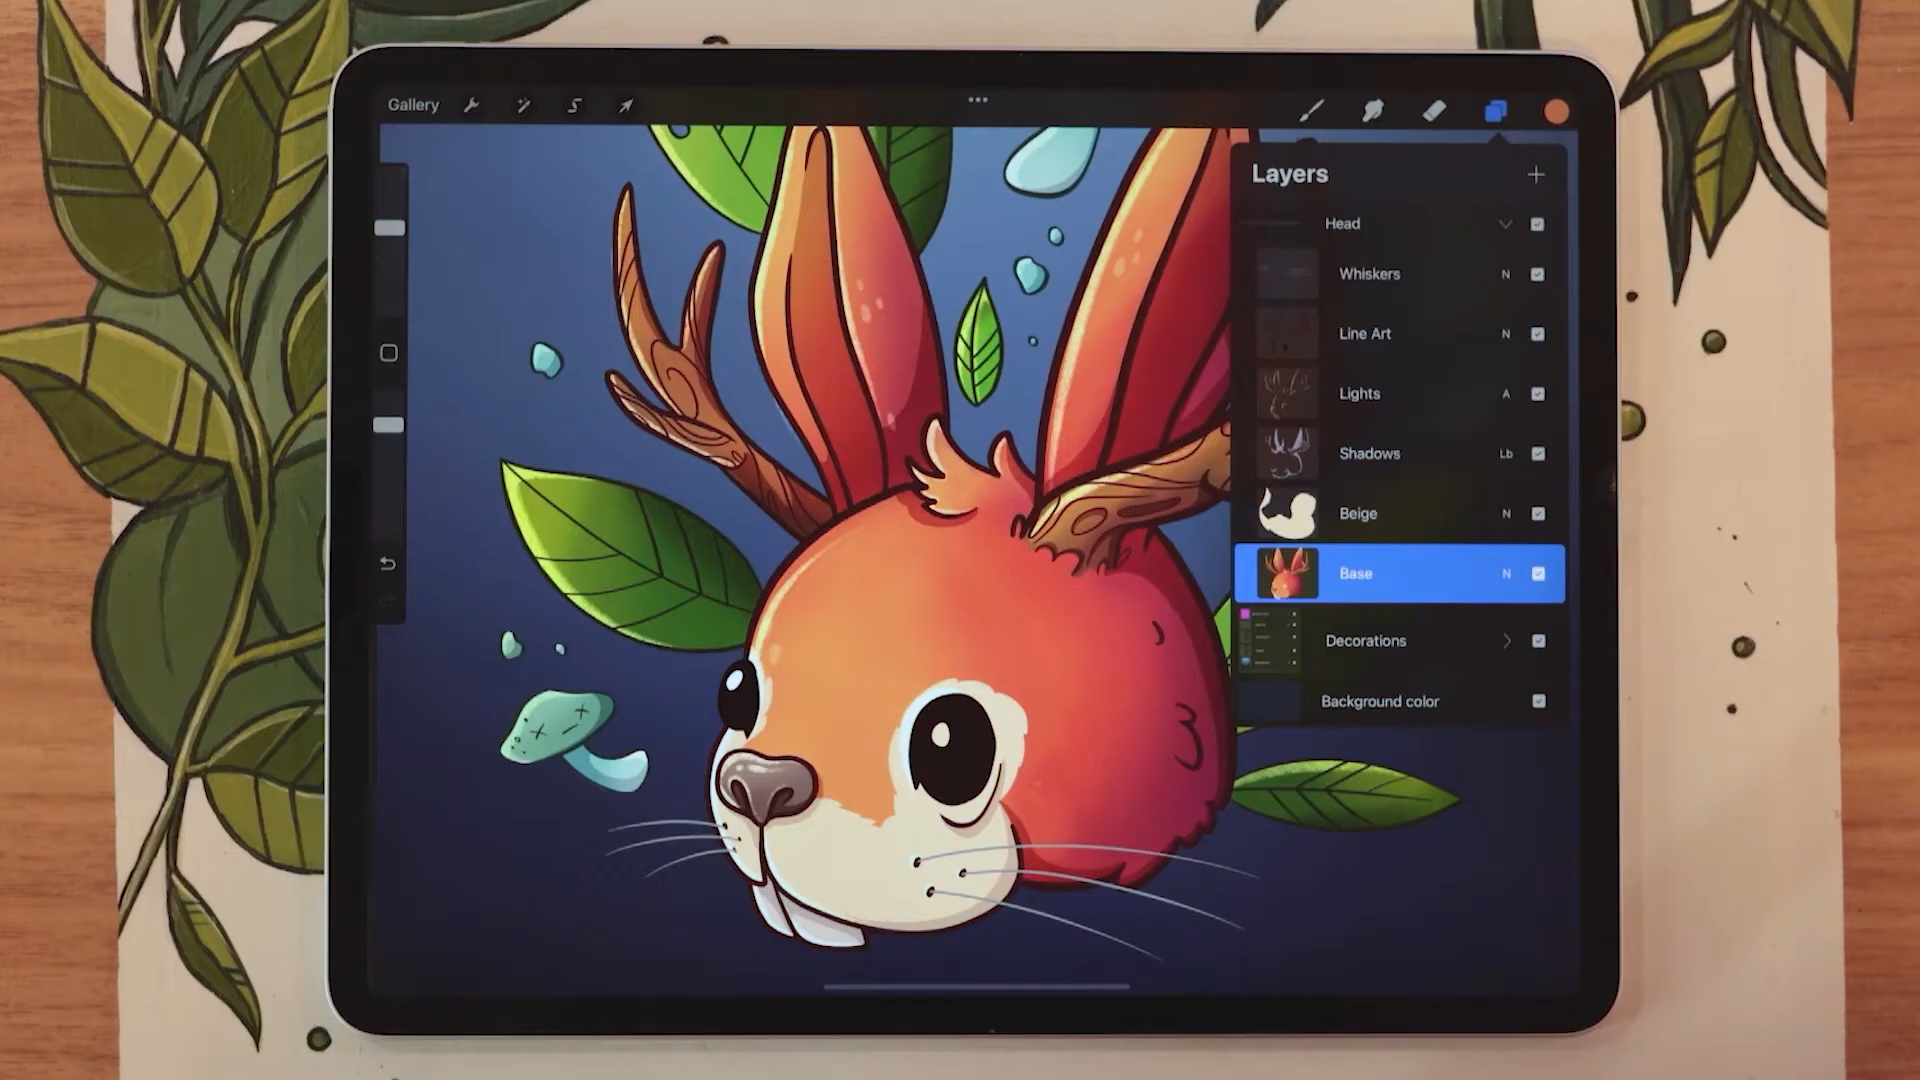 Gallery
Layers
Head
Whiskers N
Line Art N
Lights A
Shadows Lb
Beige N
Base N
Decorations
Background color